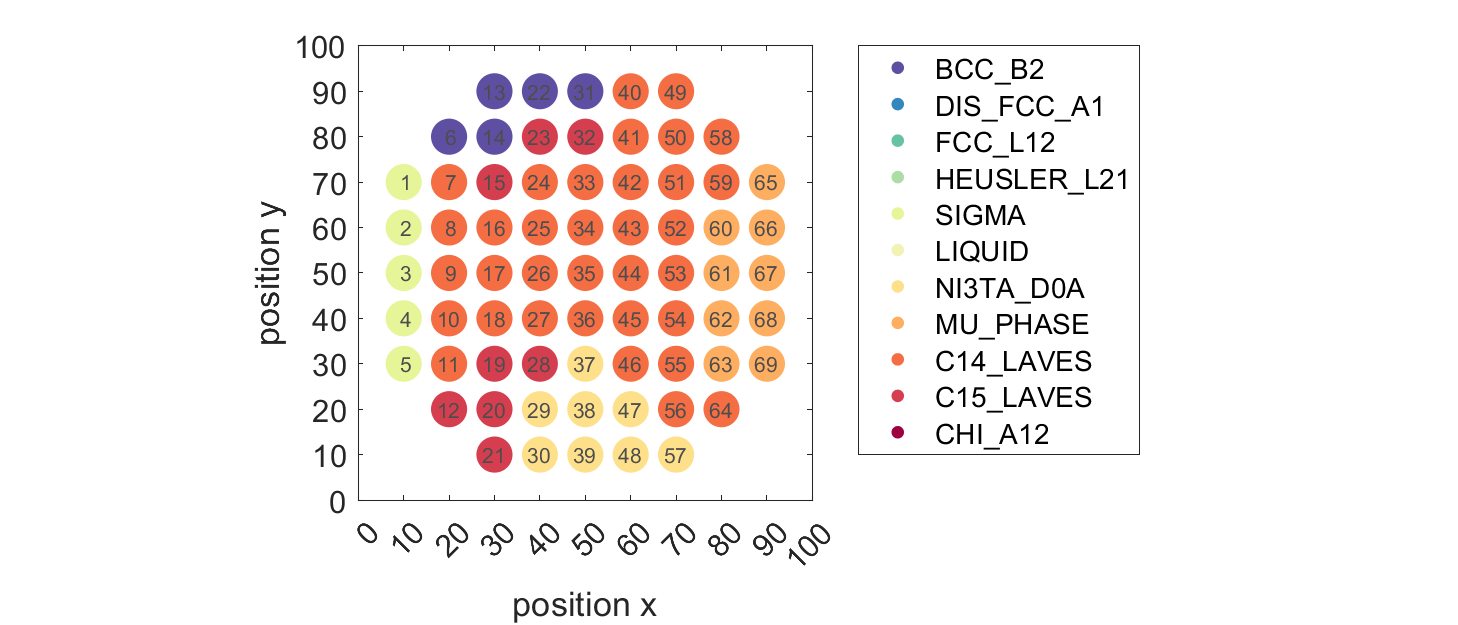 100
90 13 22 31 40 49
80 6 14 23 32 41 50 58
70 1 7 15 24 33 42 51 59 65
60 2 8 16 25 34 43 52 60 66
50 3 9 17 26 35 44 53 61 67
40 4 10 18 27 36 45 54 62 68
30 5 11 19 28 37 46 55 63 69
20 12 20 29 38 47 56 64
10 21 30 39 48 57
0
position y
0 10 20 30 40 50 60 70 80 90 100
position x
BCC_B2
DIS_FCC_A1
FCC_L12
HEUSLER_L21
SIGMA
LIQUID
NI3TA_D0A
MU_PHASE
C14_LAVES
C15_LAVES
CHI_A12